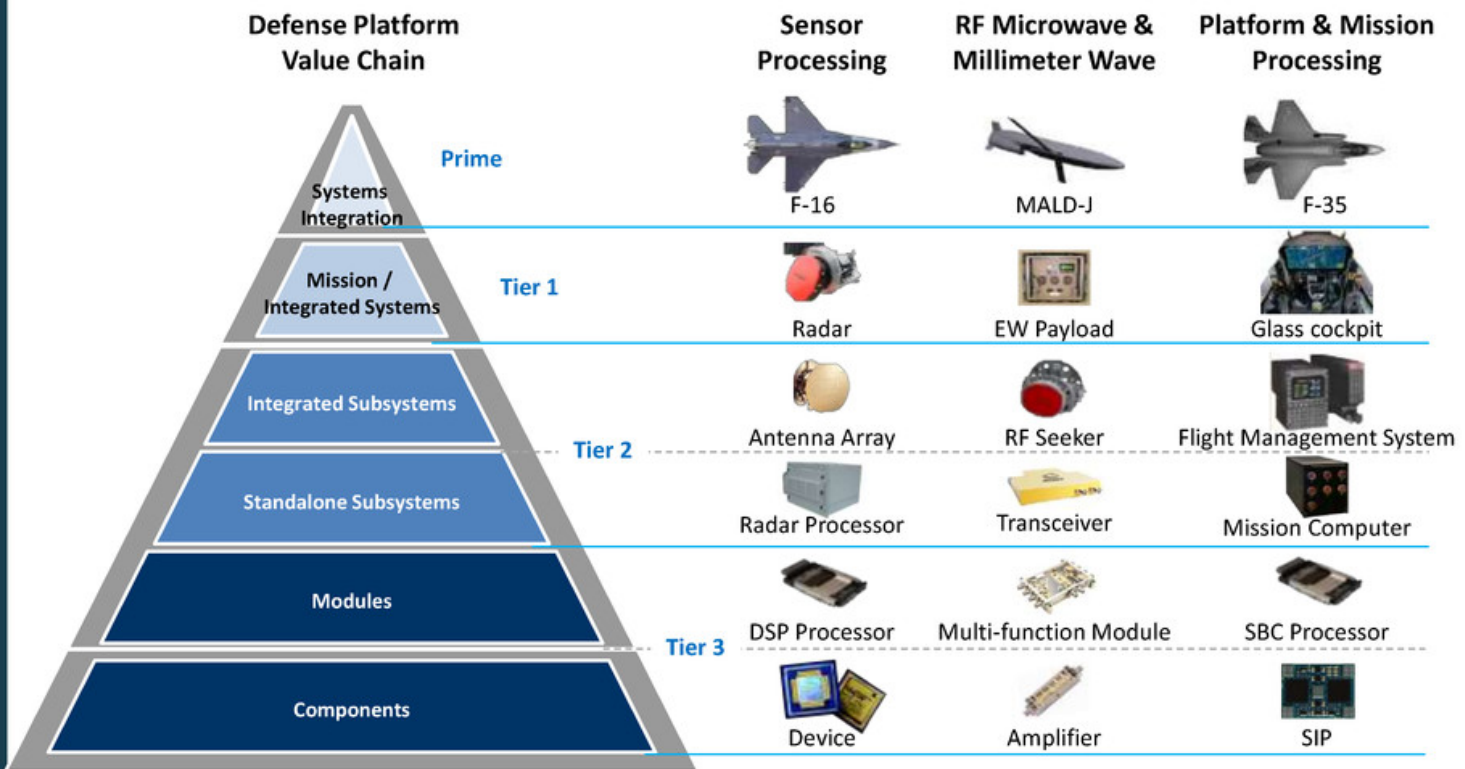 Defense Platform
Value Chain
Sensor
Processing
RF Microwave &
Millimeter Wave
Platform & Mission
Processing
Systems
Integration
Prime
F-16
MALD-J
F-35
Mission /
Integrated Systems
Tier 1
Radar
EW Payload
Glass cockpit
Integrated Subsystems
Antenna Array
RF Seeker
Flight Management System
Tier 2
Standalone Subsystems
Radar Processor
Transceiver
Mission Computer
Modules
DSP Processor
Multi-function Module
SBC Processor
Tier 3
Components
Device
Amplifier
SIP